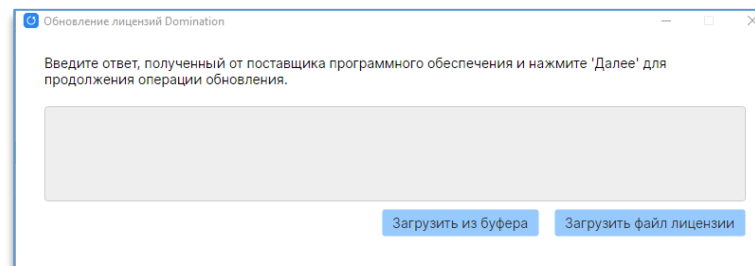 Обновление лицензий Domination
Введите ответ, полученный от поставщика программного обеспечения и нажмите 'Далее' для
продолжения операции обновления.
Загрузить из буфера
Загрузить файл лицензии